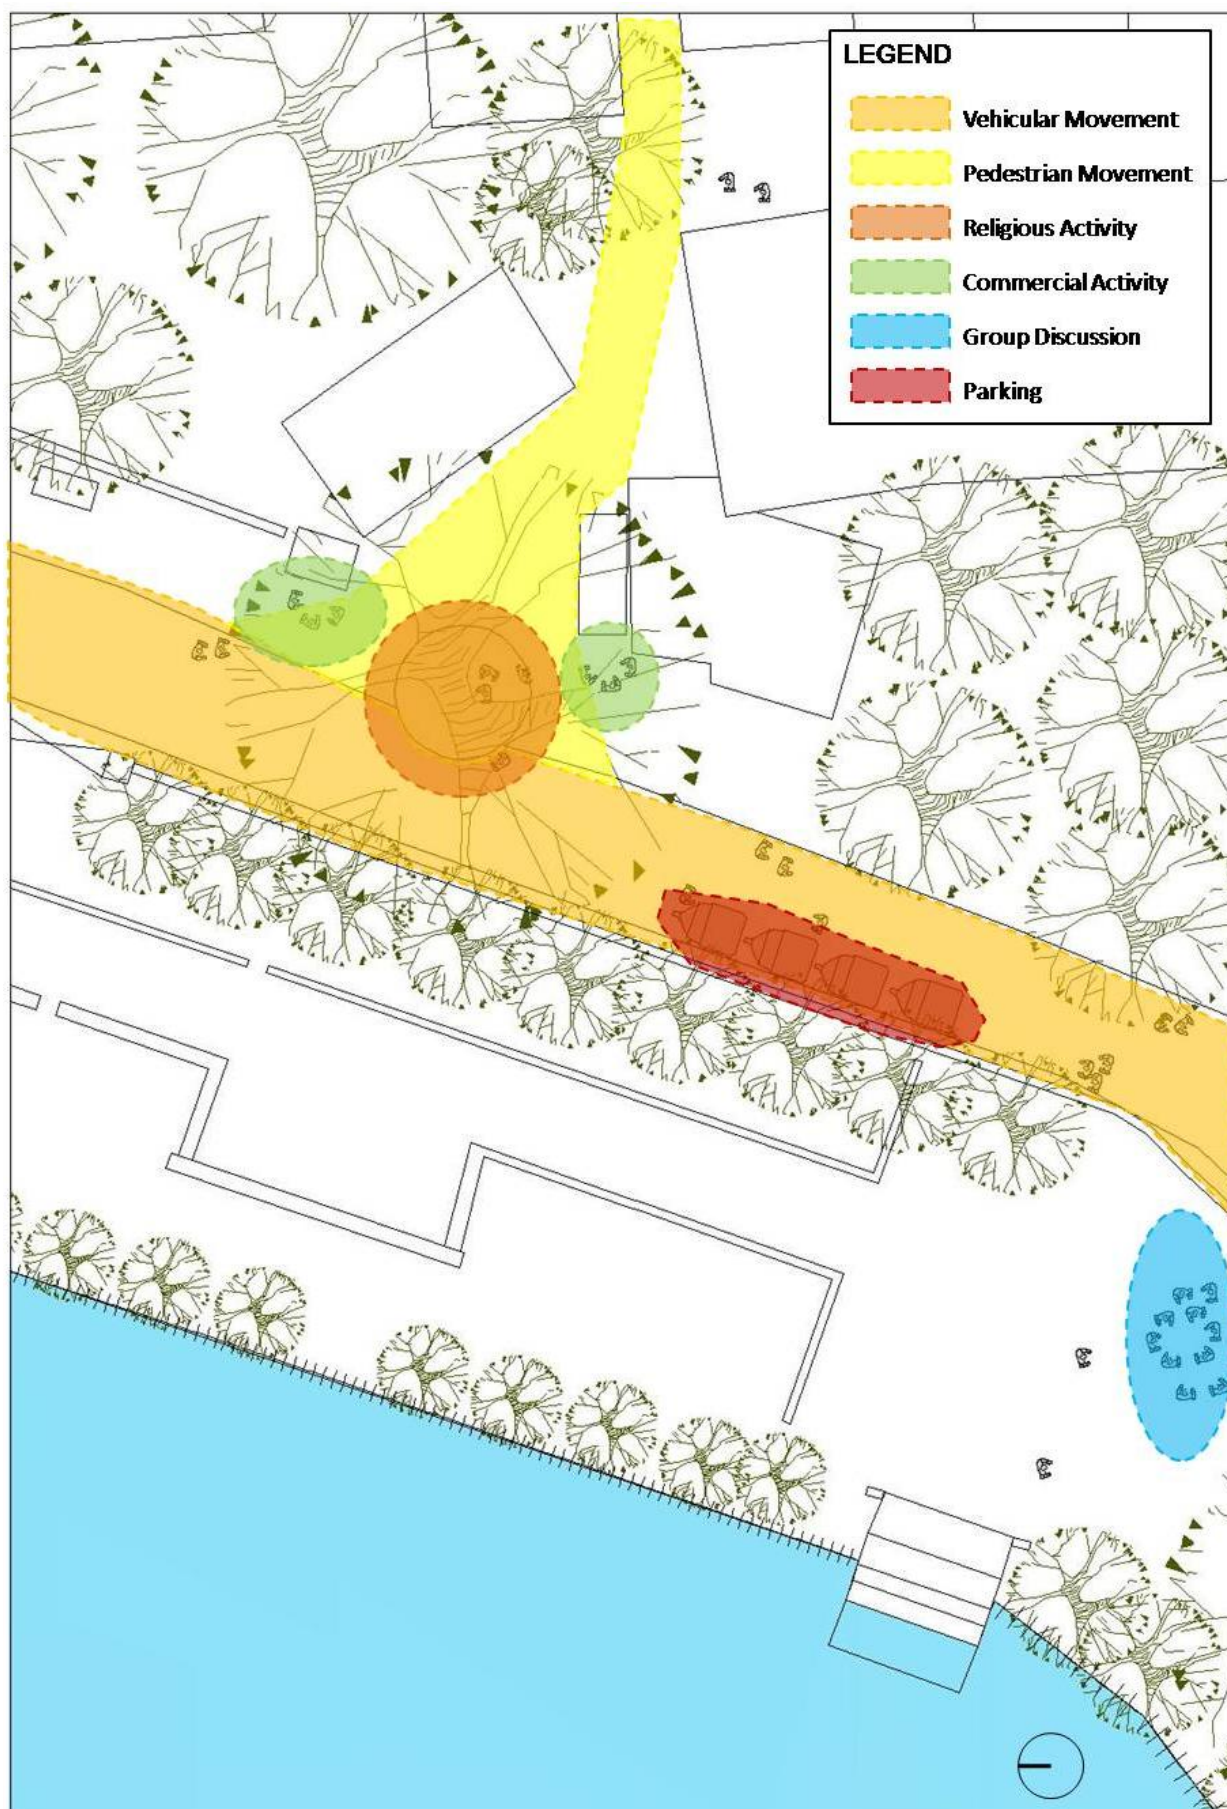 LEGEND
Vehicular Movement
Pedestrian Movement
Religious Activity
Commercial Activity
Group Discussion
Parking